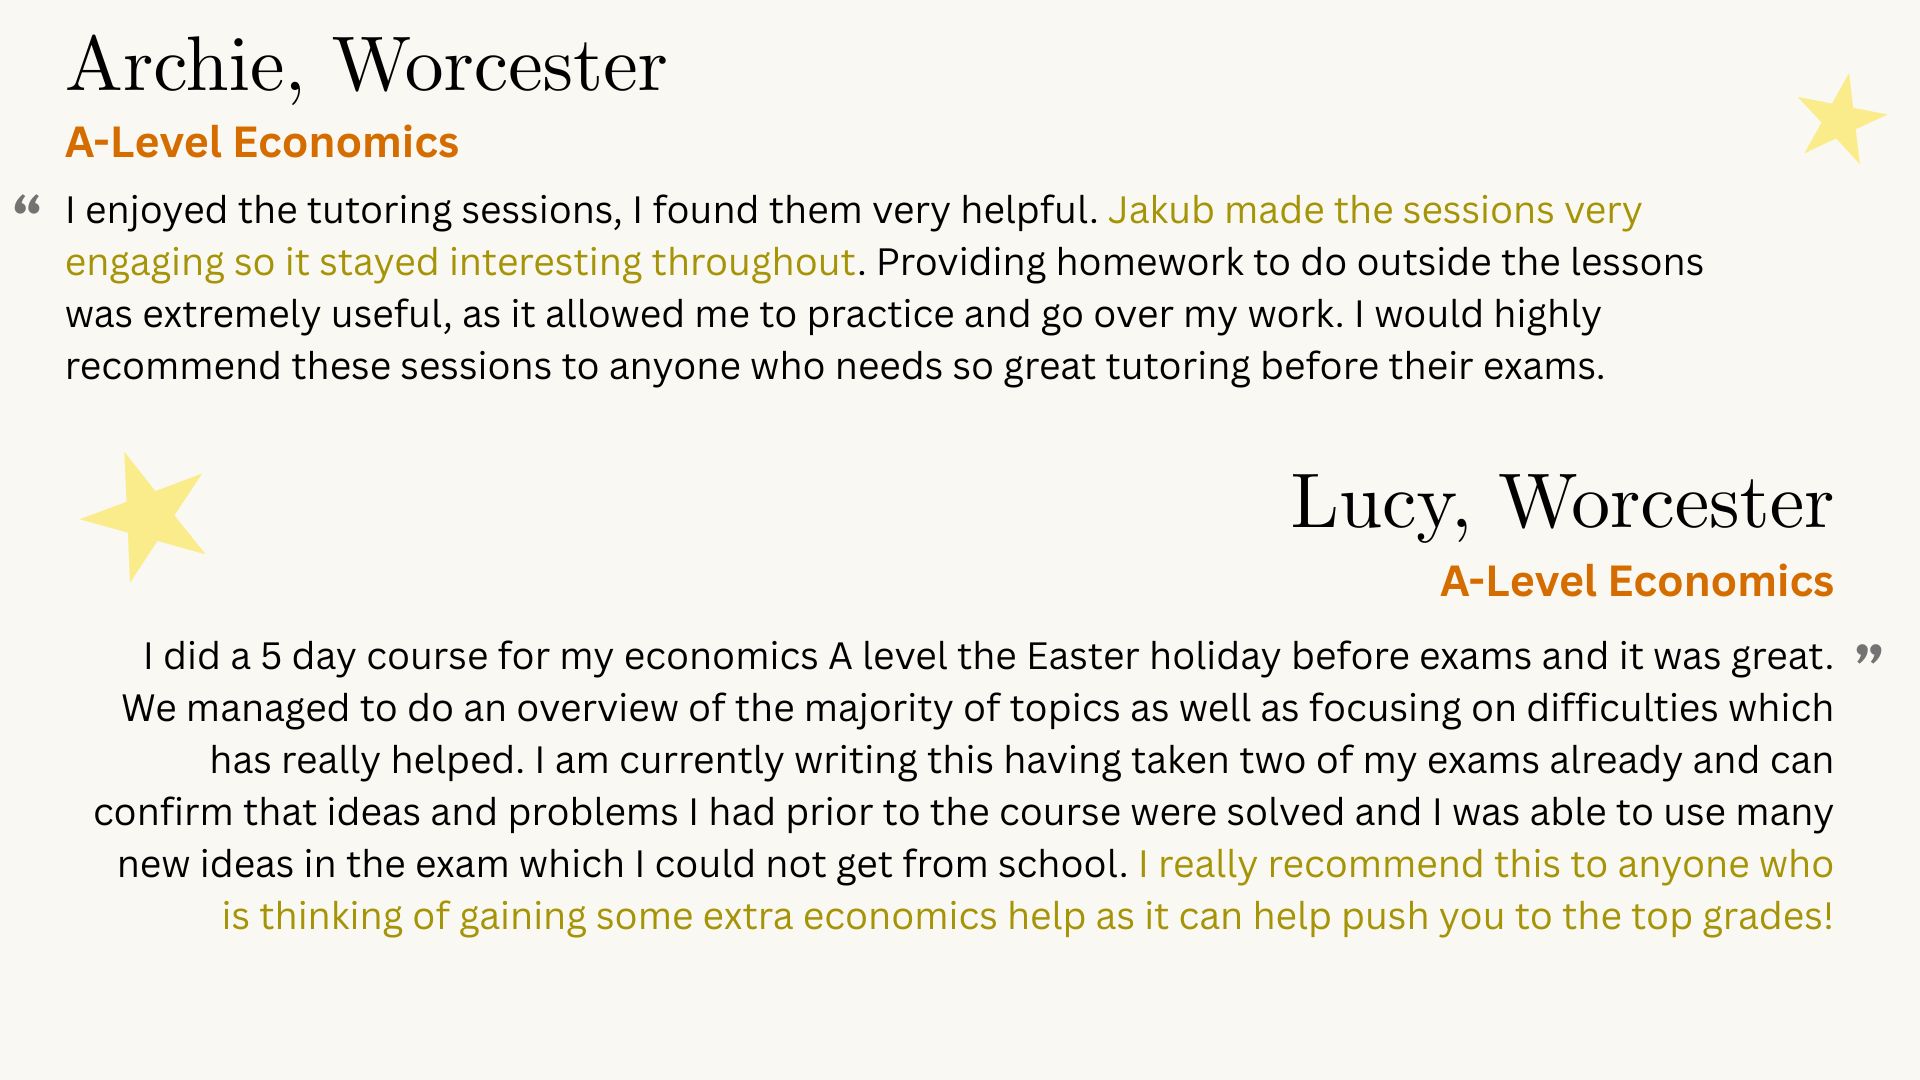 Archie, Worcester
A-Level Economics
“ I enjoyed the tutoring sessions, I found them very helpful. Jakub made the sessions very
engaging so it stayed interesting throughout. Providing homework to do outside the lessons
was extremely useful, as it allowed me to practice and go over my work. I would highly
recommend these sessions to anyone who needs so great tutoring before their exams.
Lucy, Worcester
A-Level Economics
I did a 5 day course for my economics A level the Easter holiday before exams and it was great. ”
We managed to do an overview of the majority of topics as well as focusing on difficulties which
has really helped. I am currently writing this having taken two of my exams already and can
confirm that ideas and problems I had prior to the course were solved and I was able to use many
new ideas in the exam which I could not get from school. I really recommend this to anyone who
is thinking of gaining some extra economics help as it can help push you to the top grades!